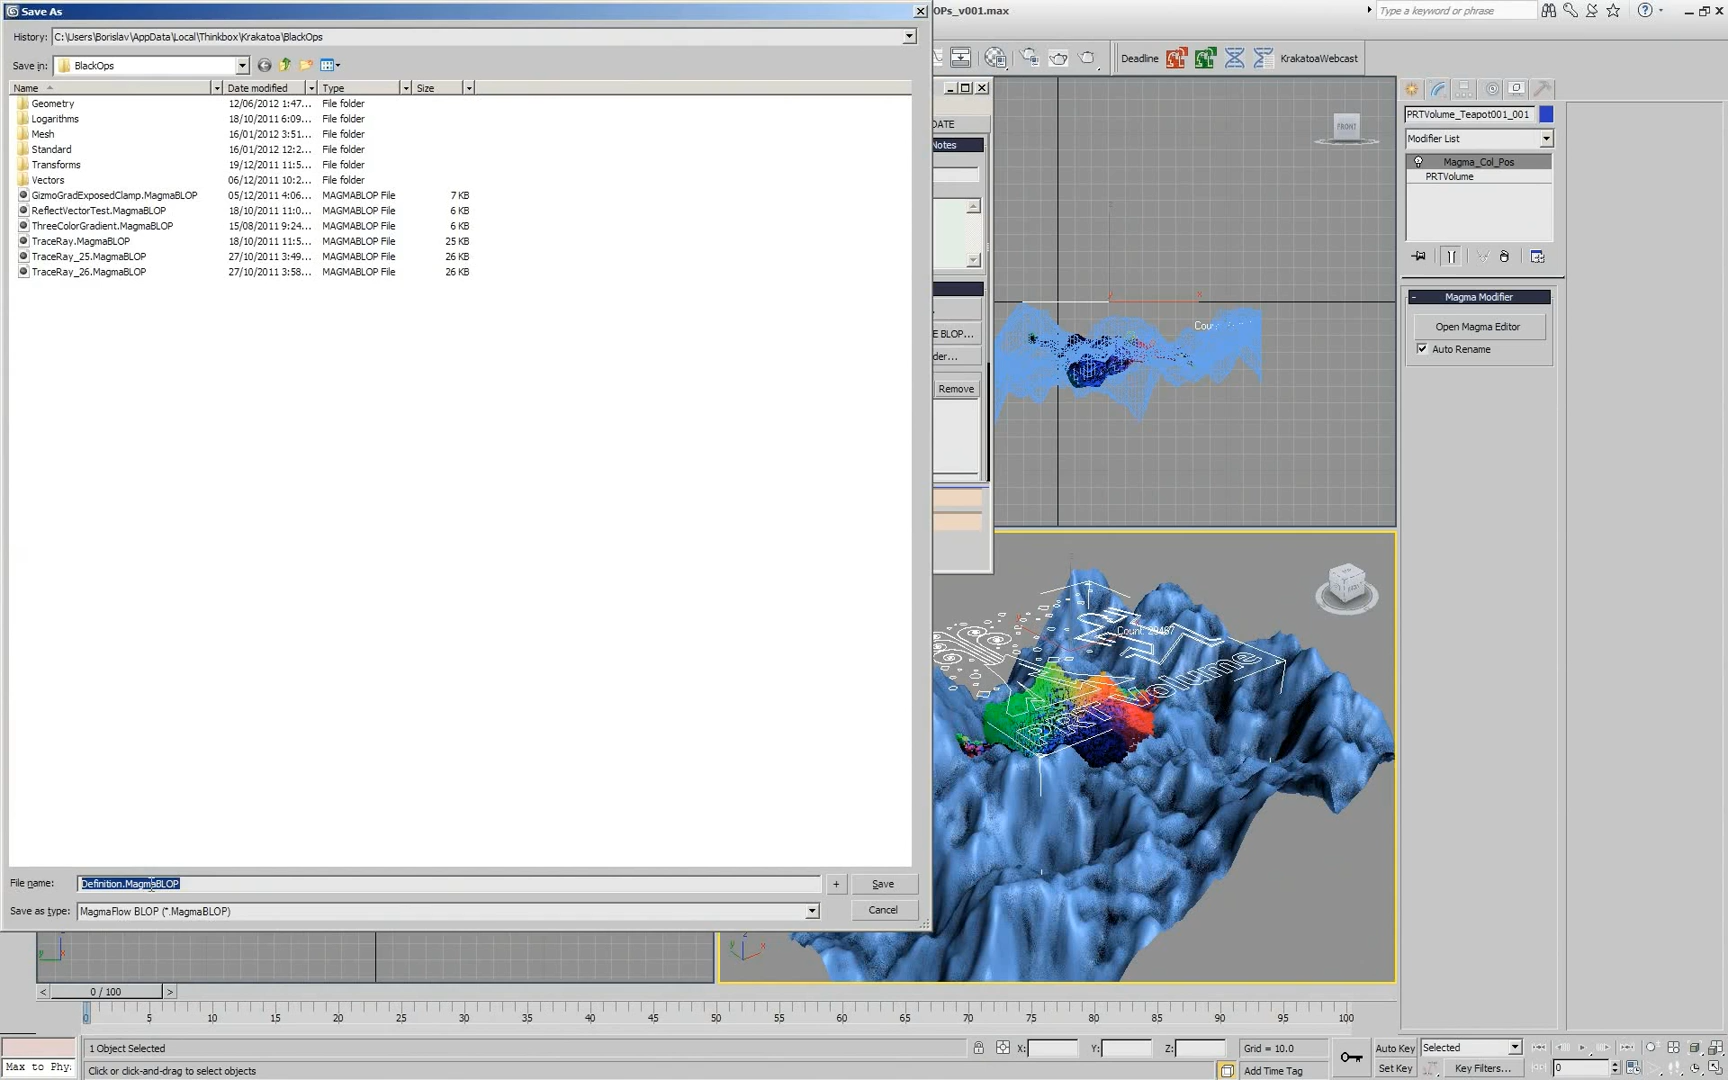 Save As
OPs_v001.max
Type a keyword or phrase
History: C:\Users\Borislav\AppData\Local\Thinkbox\Krakatoa\BlackOps
Save in: BlackOps
Deadline
KrakatoaWebcast
Name Date modified Type Size
Geometry 12/06/2012 1:47... File folder
Logarithms 18/10/2011 6:09... File folder
Mesh 16/01/2012 3:51... File folder
Standard 16/01/2012 12:2... File folder
Transforms 19/12/2011 11:5... File folder
Vectors 06/12/2011 10:2... File folder
GizmoGradExposedClamp.MagmaBLOP 05/12/2011 4:06... MAGMABLOP File 7 KB
ReflectVectorTest.MagmaBLOP 18/10/2011 11:0... MAGMABLOP File 6 KB
ThreeColorGradient.MagmaBLOP 15/08/2011 9:24... MAGMABLOP File 6 KB
TraceRay.MagmaBLOP 18/10/2011 11:5... MAGMABLOP File 25 KB
TraceRay_25.MagmaBLOP 27/10/2011 3:49... MAGMABLOP File 26 KB
TraceRay_26.MagmaBLOP 27/10/2011 3:58... MAGMABLOP File 26 KB
DATE
Notes
E BLOP...
der...
Remove
FRONT
x
Cou
PRTVolume_Teapot001_001
Modifier List
Magma_Col_Pos
PRTVolume
- Magma Modifier
Open Magma Editor
Auto Rename
PRT Volume
File name: Definition.MagmaBLOP
+ Save
Save as type: MagmaFlow BLOP (*.MagmaBLOP)
Cancel
y
z
y x
< 0 / 100 >
0 5 10 15 20 25 30 35 40 45 50 55 60 65 70 75 80 85 90 95 100
1 Object Selected
X: Y: Z: Grid = 10.0
Auto Key Selected
Max to Phy:
Click or click-and-drag to select objects
Add Time Tag
Set Key Key Filters... 0